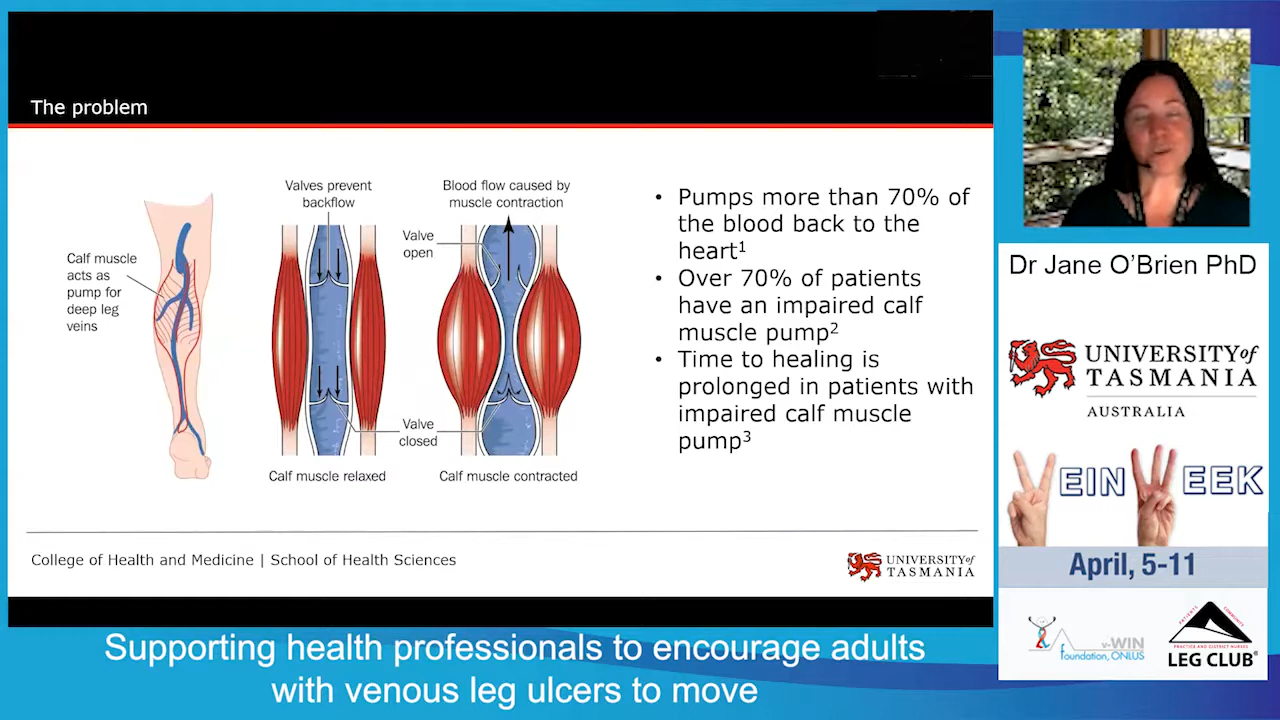 The problem
Valves prevent
backflow
Blood flow caused by
muscle contraction
Valve
open
Calf muscle
acts as
pump for
deep leg
veins
Valve
closed
Calf muscle relaxed
Calf muscle contracted
• Pumps more than 70% of
the blood back to the
heart1
• Over 70% of patients
have an impaired calf
muscle pump2
• Time to healing is
prolonged in patients with
impaired calf muscle
pump3
College of Health and Medicine | School of Health Sciences
UNIVERSITY of
TASMANIA
Dr Jane O'Brien PhD
UNIVERSITY of
TASMANIA
AUSTRALIA
EIN EEK
April, 5-11
v-WIN
foundation, ONLUS
PATIENTS COMMUNITY
PRACTICE AND DISTRICT NURSES
LEG CLUB®
Supporting health professionals to encourage adults
with venous leg ulcers to move